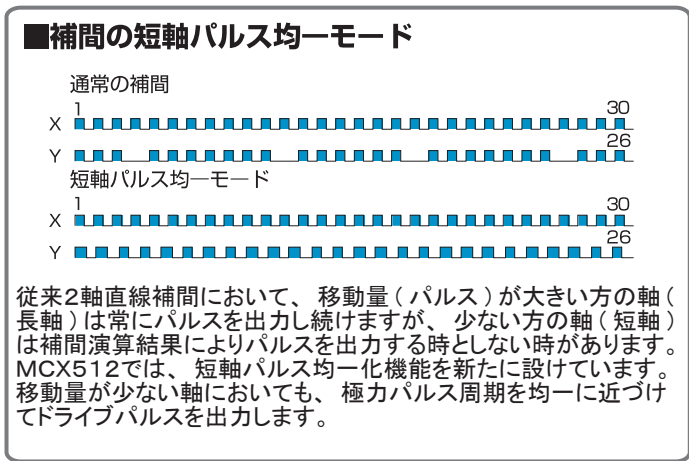 ■補間の短軸パルス均一モード
通常の補間
1 30
X
26
Y
短軸パルス均一モード
1 30
X
26
Y
従来2軸直線補間において、移動量(パルス)が大きい方の軸(
長軸)は常にパルスを出力し続けますが、少ない方の軸(短軸)
は補間演算結果によりパルスを出力する時としない時があります。
MCX512では、短軸パルス均一化機能を新たに設けています。
移動量が少ない軸においても、極力パルス周期を均一に近づけ
てドライブパルスを出力します。